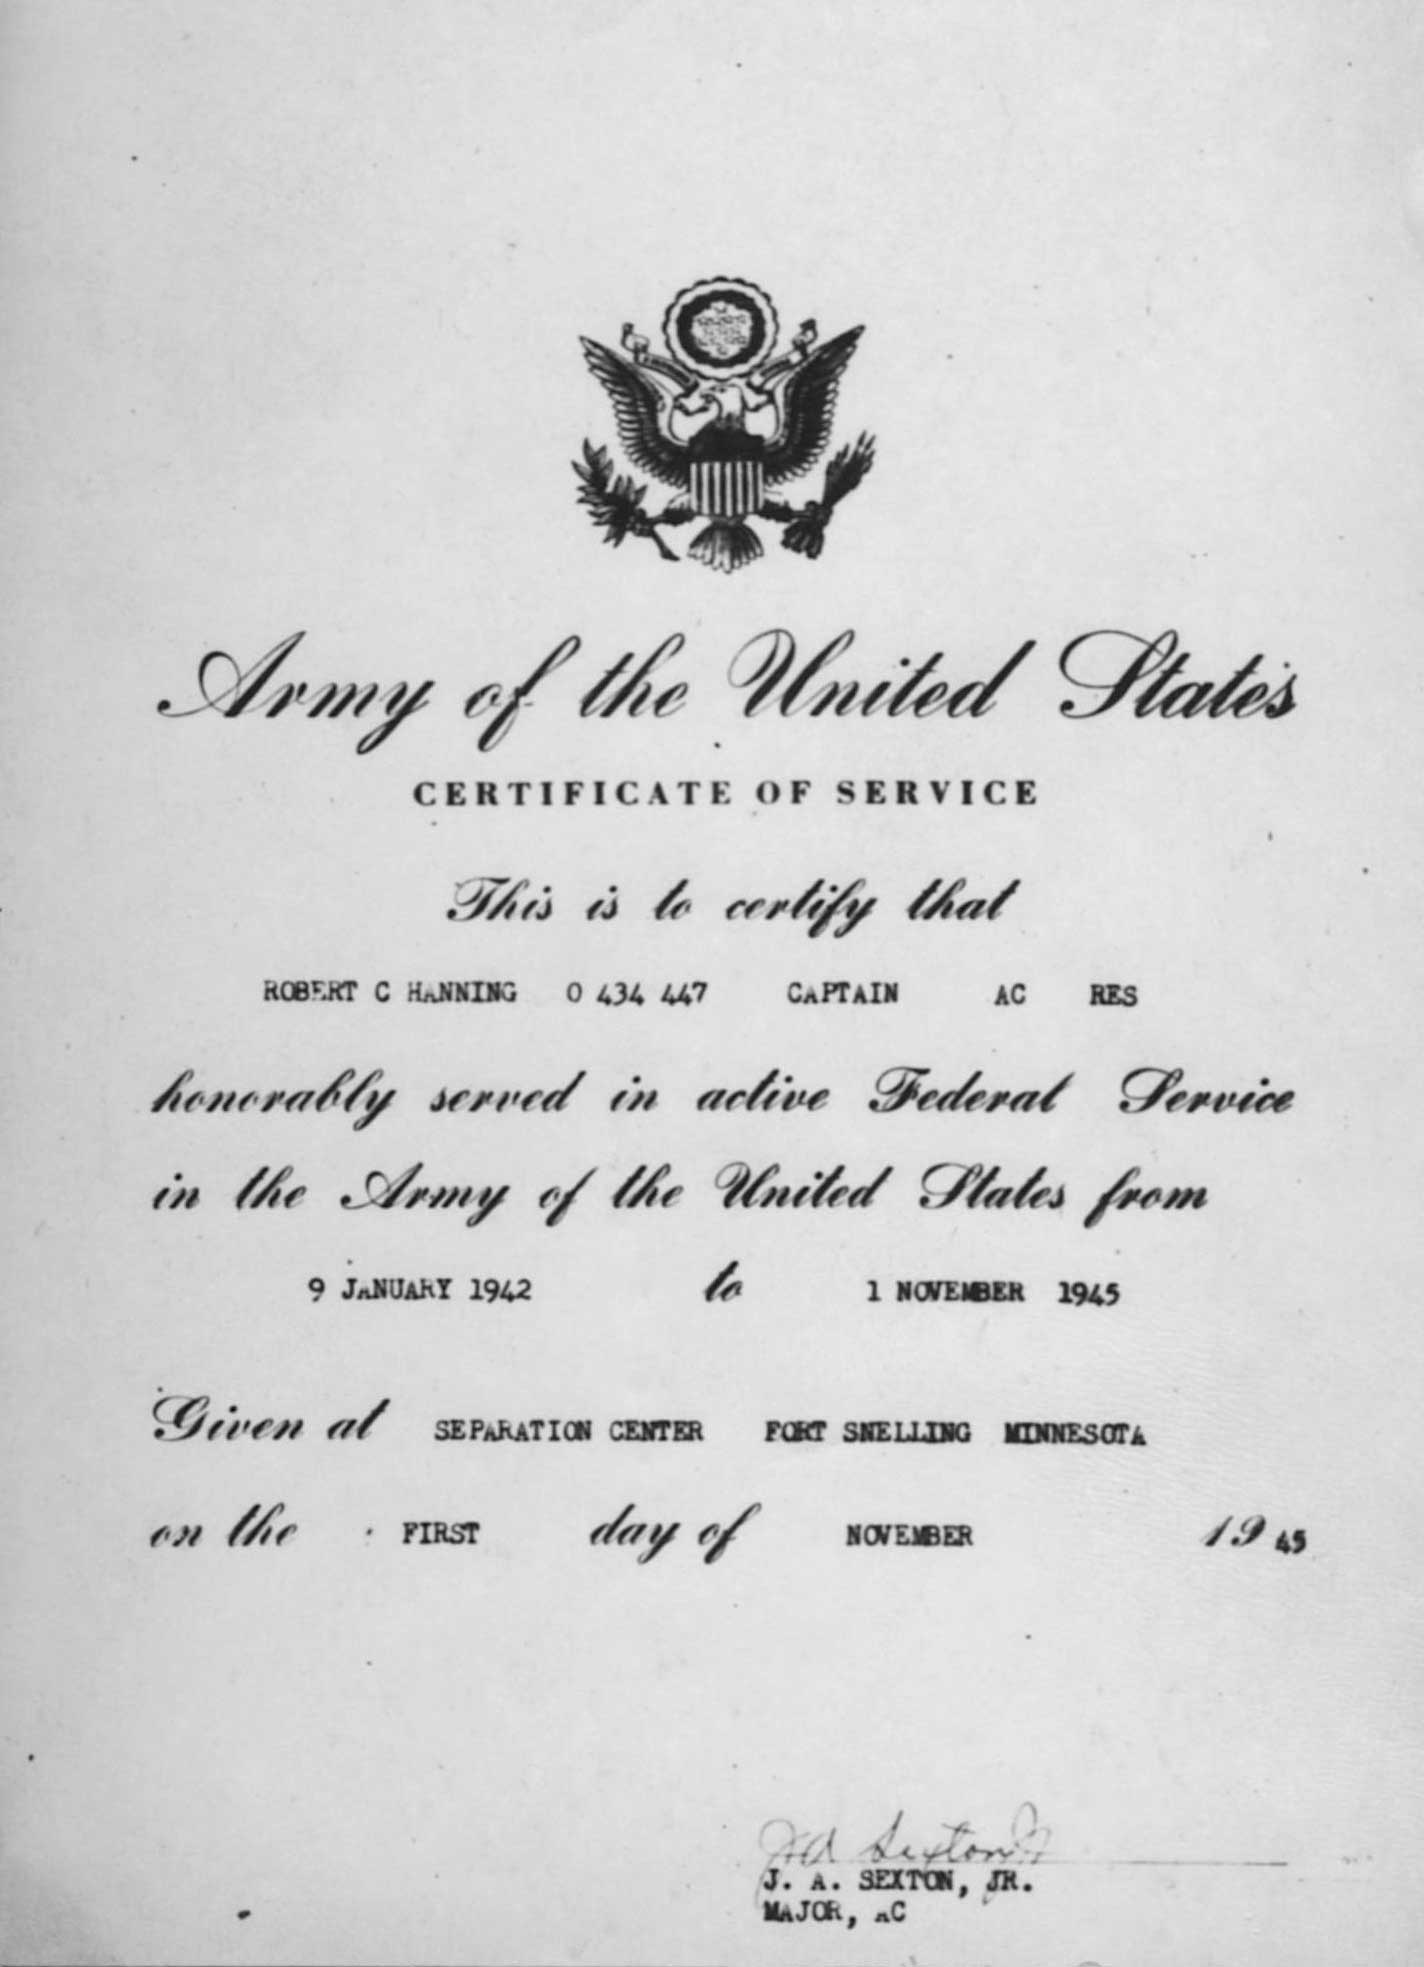 Army of the United States
CERTIFICATE OF SERVICE
This is to certify that
ROBERT C HANNING O 434 447 CAPTAIN AC RES
honorably served in active Federal Service
in the Army of the United States from
9 JANUARY 1942 to 1 NOVEMBER 1945
Given at SEPARATION CENTER FORT SNELLING MINNESOTA
on the FIRST day of NOVEMBER 1945
J A Sexton Jr
J. A. SEXTON, JR.
MAJOR, AC